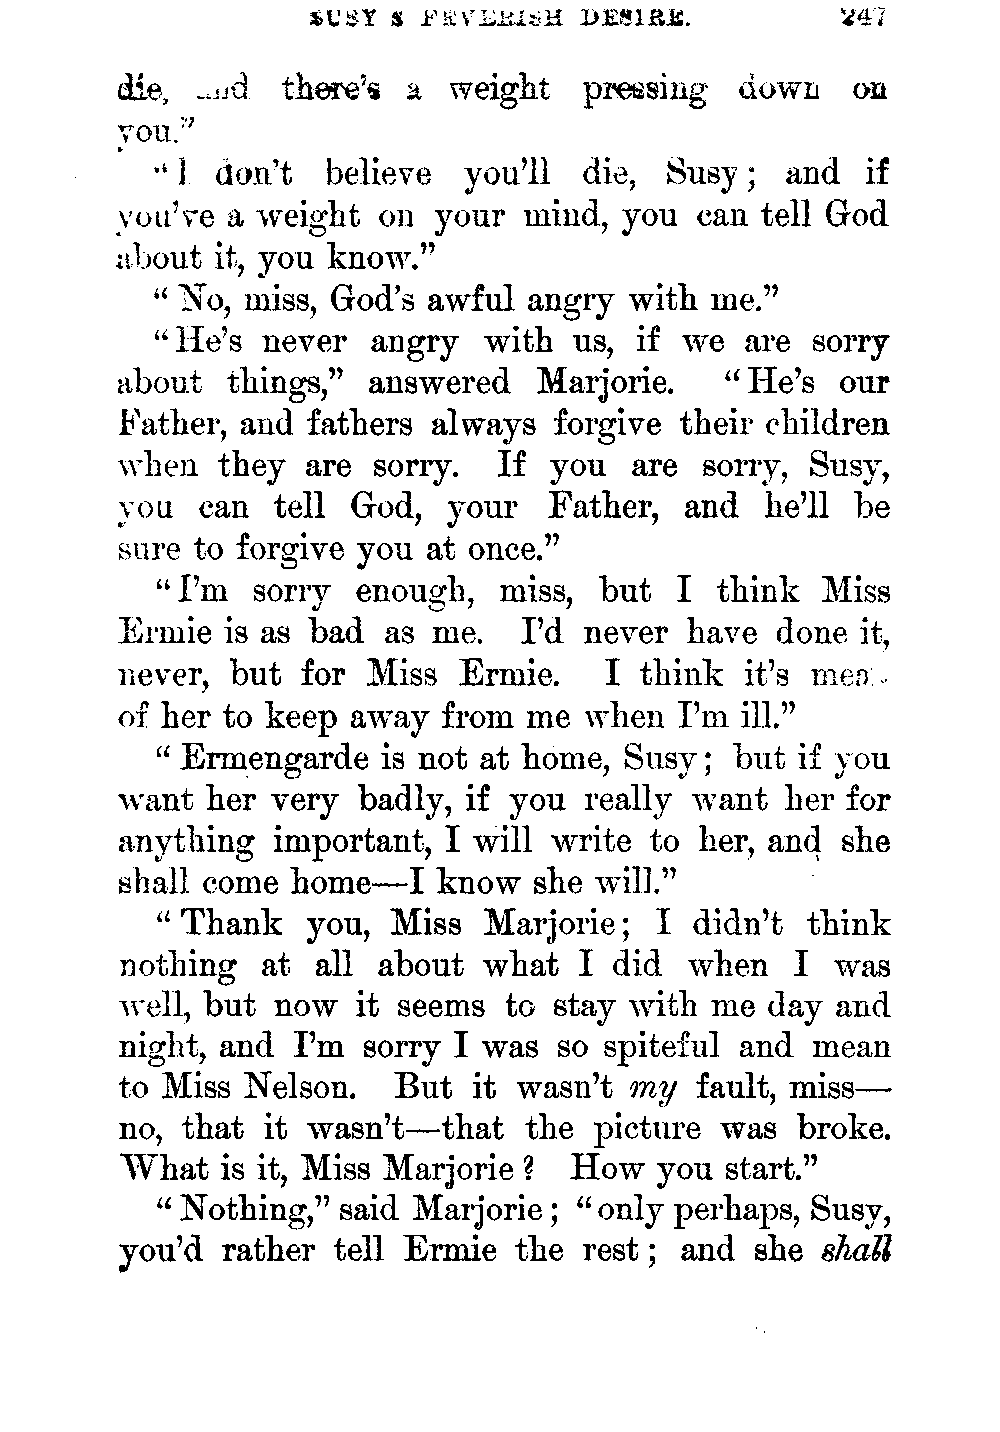 SUSY'S FEVERISH DESIRE. 247
die, and there's a weight pressing down on
you."
"I don't believe you'll die, Susy; and if
you've a weight on your mind, you can tell God
about it, you know."
"No, miss, God's awful angry with me."
"He's never angry with us, if we are sorry
about things," answered Marjorie. "He's our
Father, and fathers always forgive their children
when they are sorry. If you are sorry, Susy,
you can tell God, your Father, and he'll be
sure to forgive you at once."
"I'm sorry enough, miss, but I think Miss
Ermie is as bad as me. I'd never have done it,
never, but for Miss Ermie. I think it's mean
of her to keep away from me when I'm ill."
"Ermengarde is not at home, Susy; but if you
want her very badly, if you really want her for
anything important, I will write to her, and she
shall come home—I know she will."
"Thank you, Miss Marjorie; I didn't think
nothing at all about what I did when I was
well, but now it seems to stay with me day and
night, and I'm sorry I was so spiteful and mean
to Miss Nelson. But it wasn't my fault, miss—
no, that it wasn't—that the picture was broke.
What is it, Miss Marjorie? How you start."
"Nothing," said Marjorie; "only perhaps, Susy,
you'd rather tell Ermie the rest; and she shall